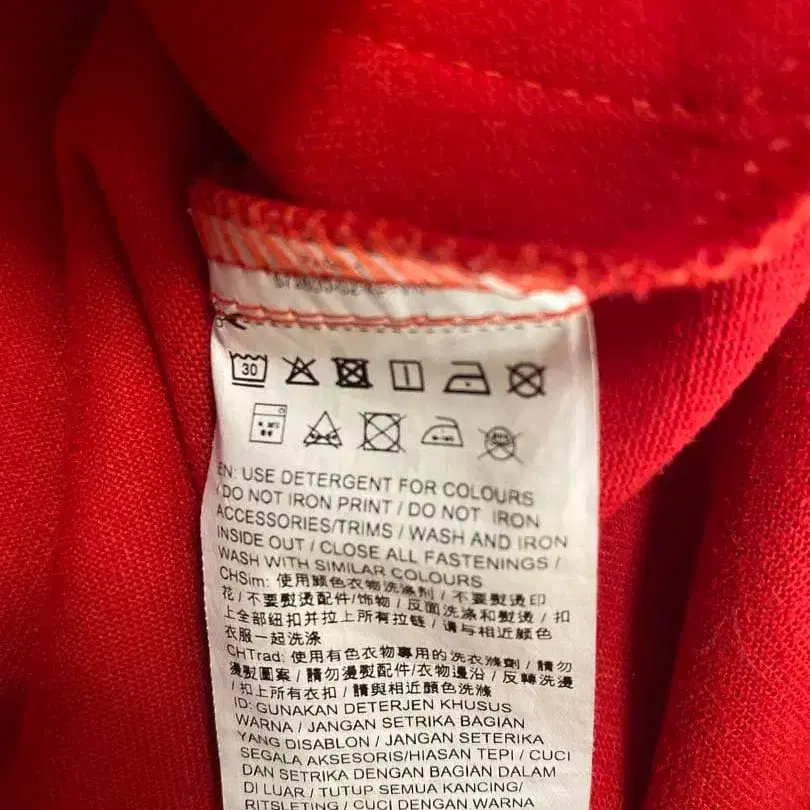 30
EN: USE DETERGENT FOR COLOURS
/ DO NOT IRON PRINT / DO NOT IRON
ACCESSORIES/TRIMS / WASH AND IRON
INSIDE OUT / CLOSE ALL FASTENINGS /
WASH WITH SIMILAR COLOURS
CHSim: 使用颜色衣物洗涤剂 / 不要熨烫印
花 / 不要熨烫配件/饰物 / 反面洗涤和熨烫 / 扣
上全部纽扣并拉上所有拉链 / 请与相近颜色
衣服一起洗涤
CHTrad: 使用有色衣物專用的洗衣滌劑 / 請勿
燙熨圖案 / 請勿燙熨配件/衣物邊沿 / 反轉洗燙
/ 扣上所有衣扣 / 請與相近顏色洗滌
ID: GUNAKAN DETERJEN KHUSUS
WARNA / JANGAN SETRIKA BAGIAN
YANG DISABLON / JANGAN SETERIKA
SEGALA AKSESORIS/HIASAN TEPI / CUCI
DAN SETRIKA DENGAN BAGIAN DALAM
DI LUAR / TUTUP SEMUA KANCING/
RITSLETING / CUCI DENGAN WARNA